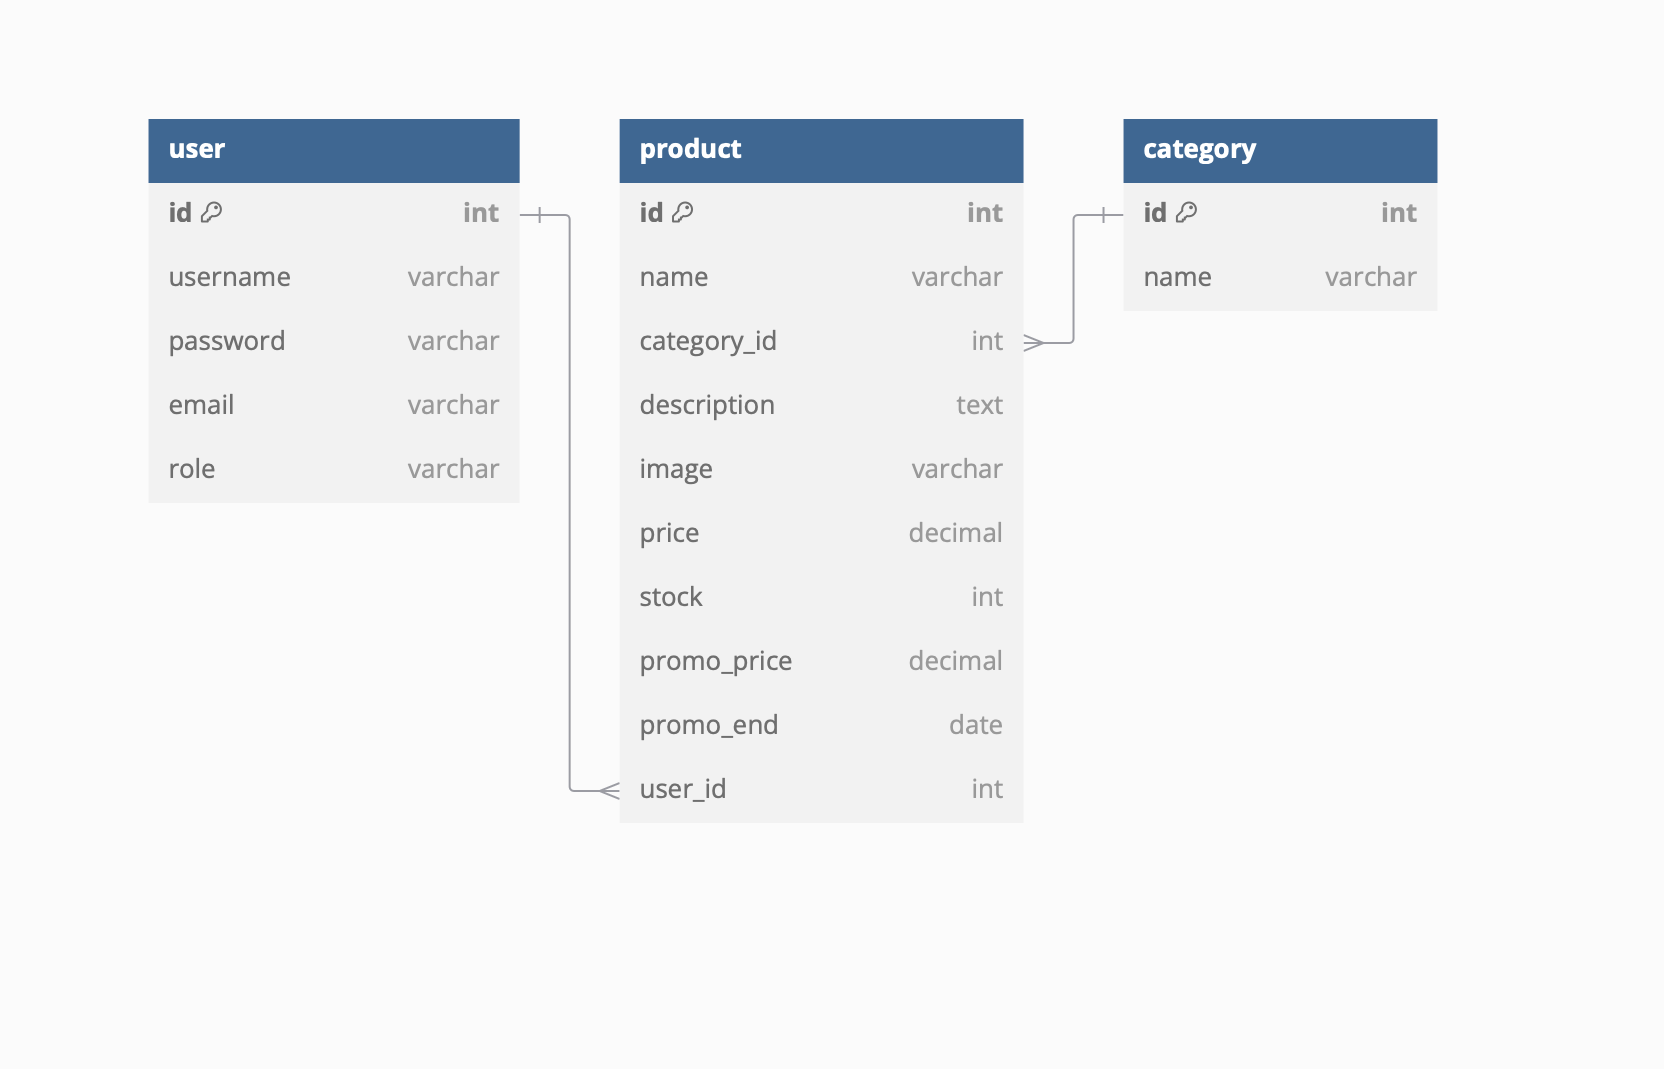 user
id int
username varchar
password varchar
email varchar
role varchar
product
id int
name varchar
category_id int
description text
image varchar
price decimal
stock int
promo_price decimal
promo_end date
user_id int
category
id int
name varchar